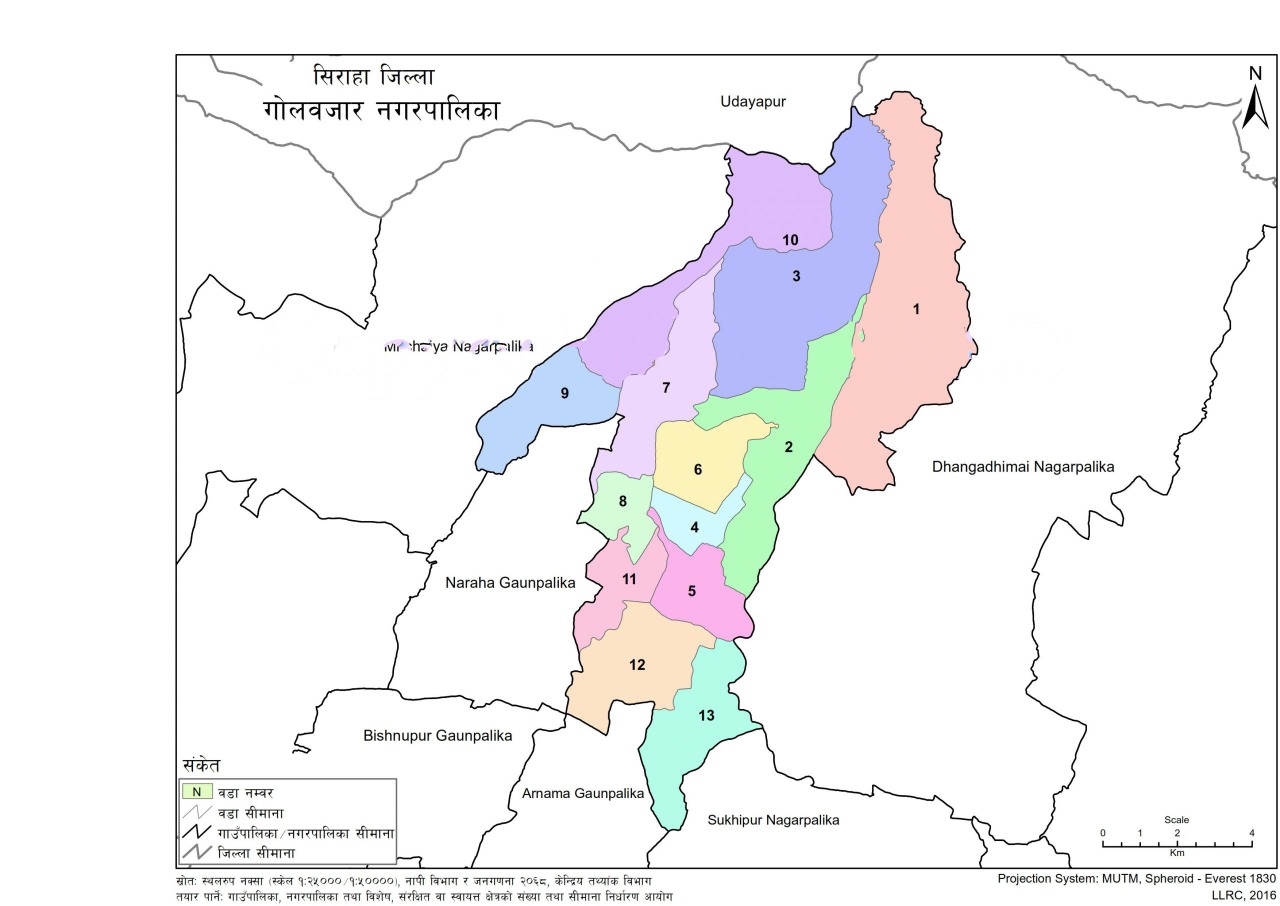 सिराहा जिल्ला
गोलवजार नगरपालिका
Udayapur
N
10
3
1
Nagarpalika
9
7
2
6
Dhangadhimai Nagarpalika
8
4
Naraha Gaunpalika
11
5
12
13
Bishnupur Gaunpalika
Arnama Gaunpalika
Sukhipur Nagarpalika
संकेत
N वडा नम्वर
वडा सीमाना
गाउँपालिका/नगरपालिका सीमाना
जिल्ला सीमाना
Scale
0 1 2 4
Km
स्रोतः स्थलरुप नक्सा (स्केल १:२५०००/१:५००००), नापी विभाग र जनगणना २०६८, केन्द्रिय तथ्यांक विभाग
तयार पार्नेः गाउँपालिका, नगरपालिका तथा विशेष, संरक्षित वा स्वायत्त क्षेत्रको संख्या तथा सीमाना निर्धारण आयोग
Projection System: MUTM, Spheroid - Everest 1830
LLRC, 2016